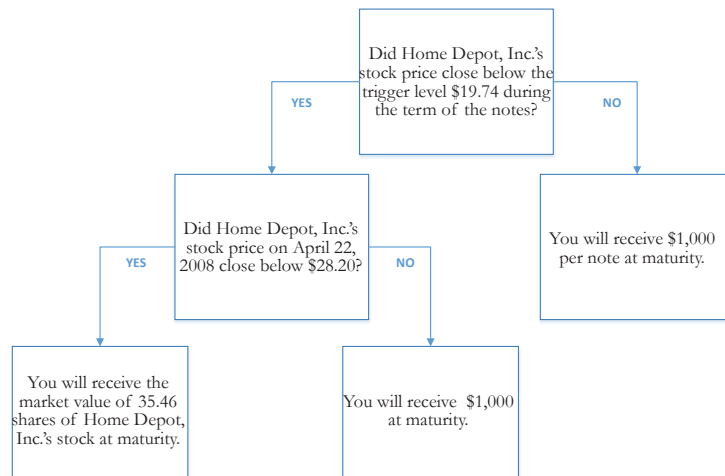 Did Home Depot, Inc.'s
stock price close below the
trigger level $19.74 during
the term of the notes?
YES
NO
Did Home Depot, Inc.'s
stock price on April 22,
2008 close below $28.20?
You will receive $1,000
per note at maturity.
YES
NO
You will receive the
market value of 35.46
shares of Home Depot,
Inc.'s stock at maturity.
You will receive $1,000
at maturity.